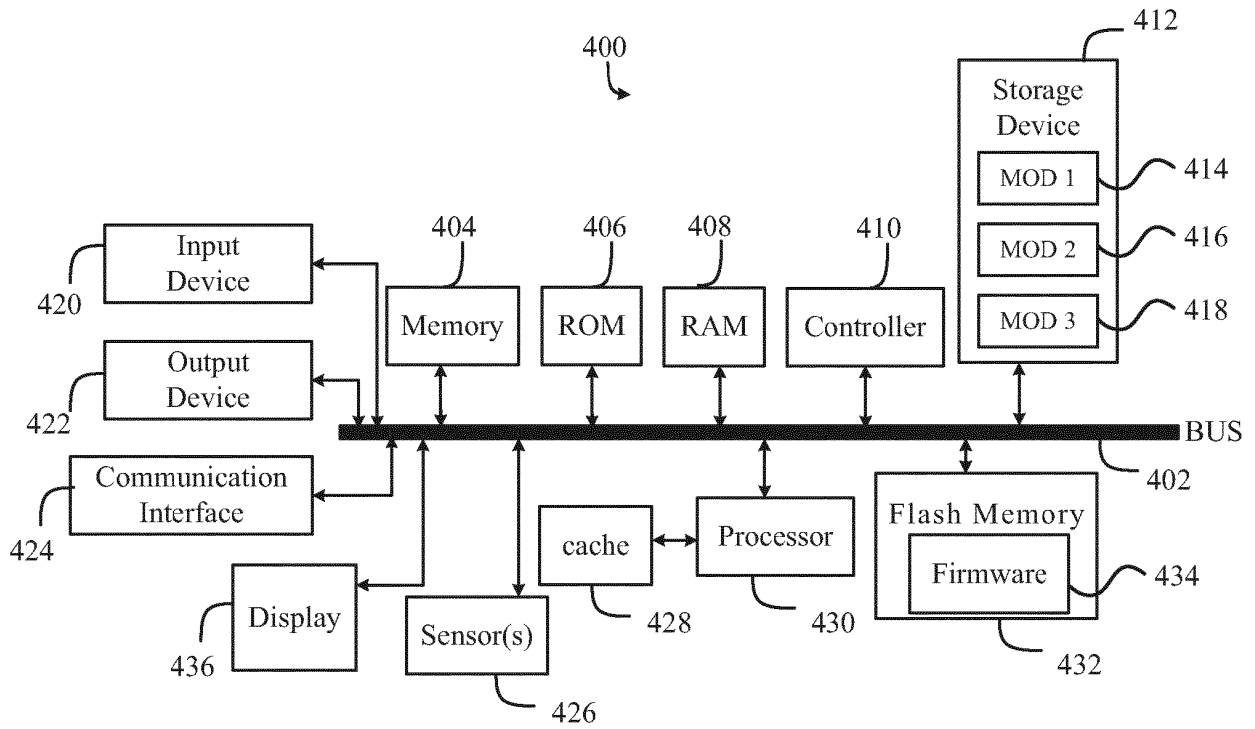 400
412
Storage
Device
MOD 1
414
MOD 2
416
MOD 3
418
404
406
408
410
Input
Device
420
Memory
ROM
RAM
Controller
Output
Device
422
BUS
402
Communication
Interface
424
cache
428
Processor
430
Flash Memory
Firmware
434
432
Display
436
Sensor(s)
426